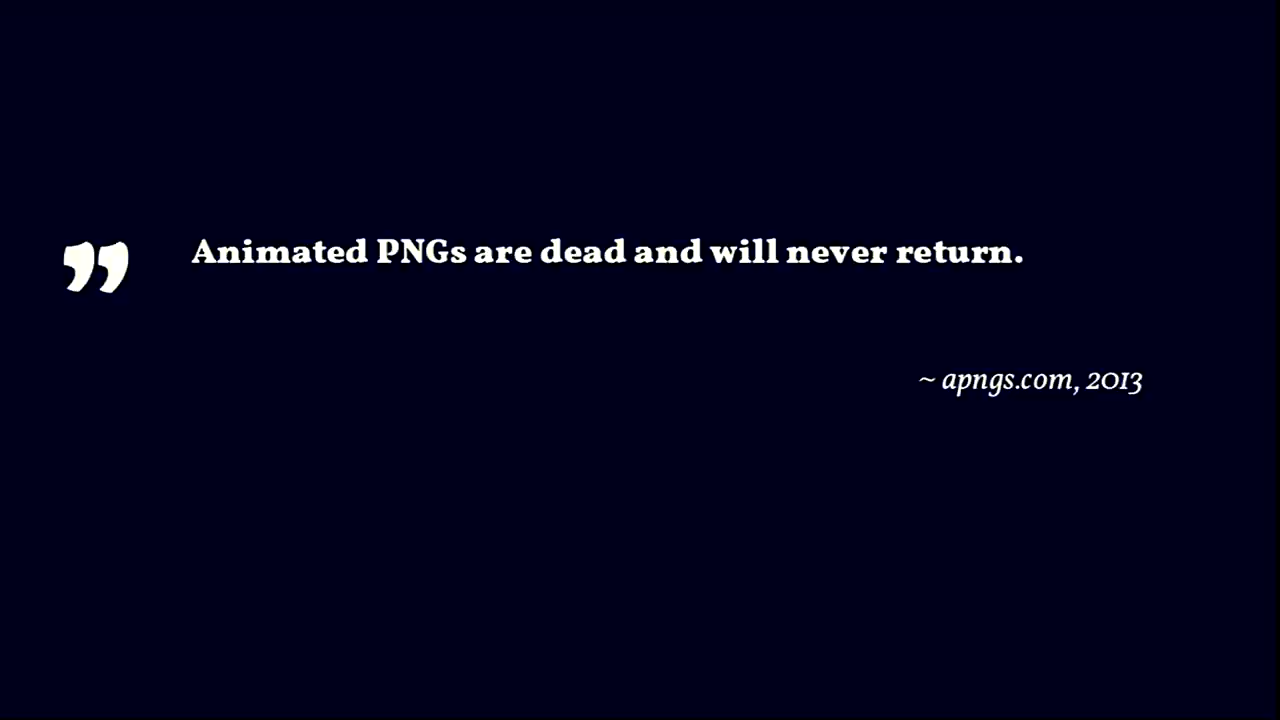 ” Animated PNGs are dead and will never return.
~ apngs.com, 2013